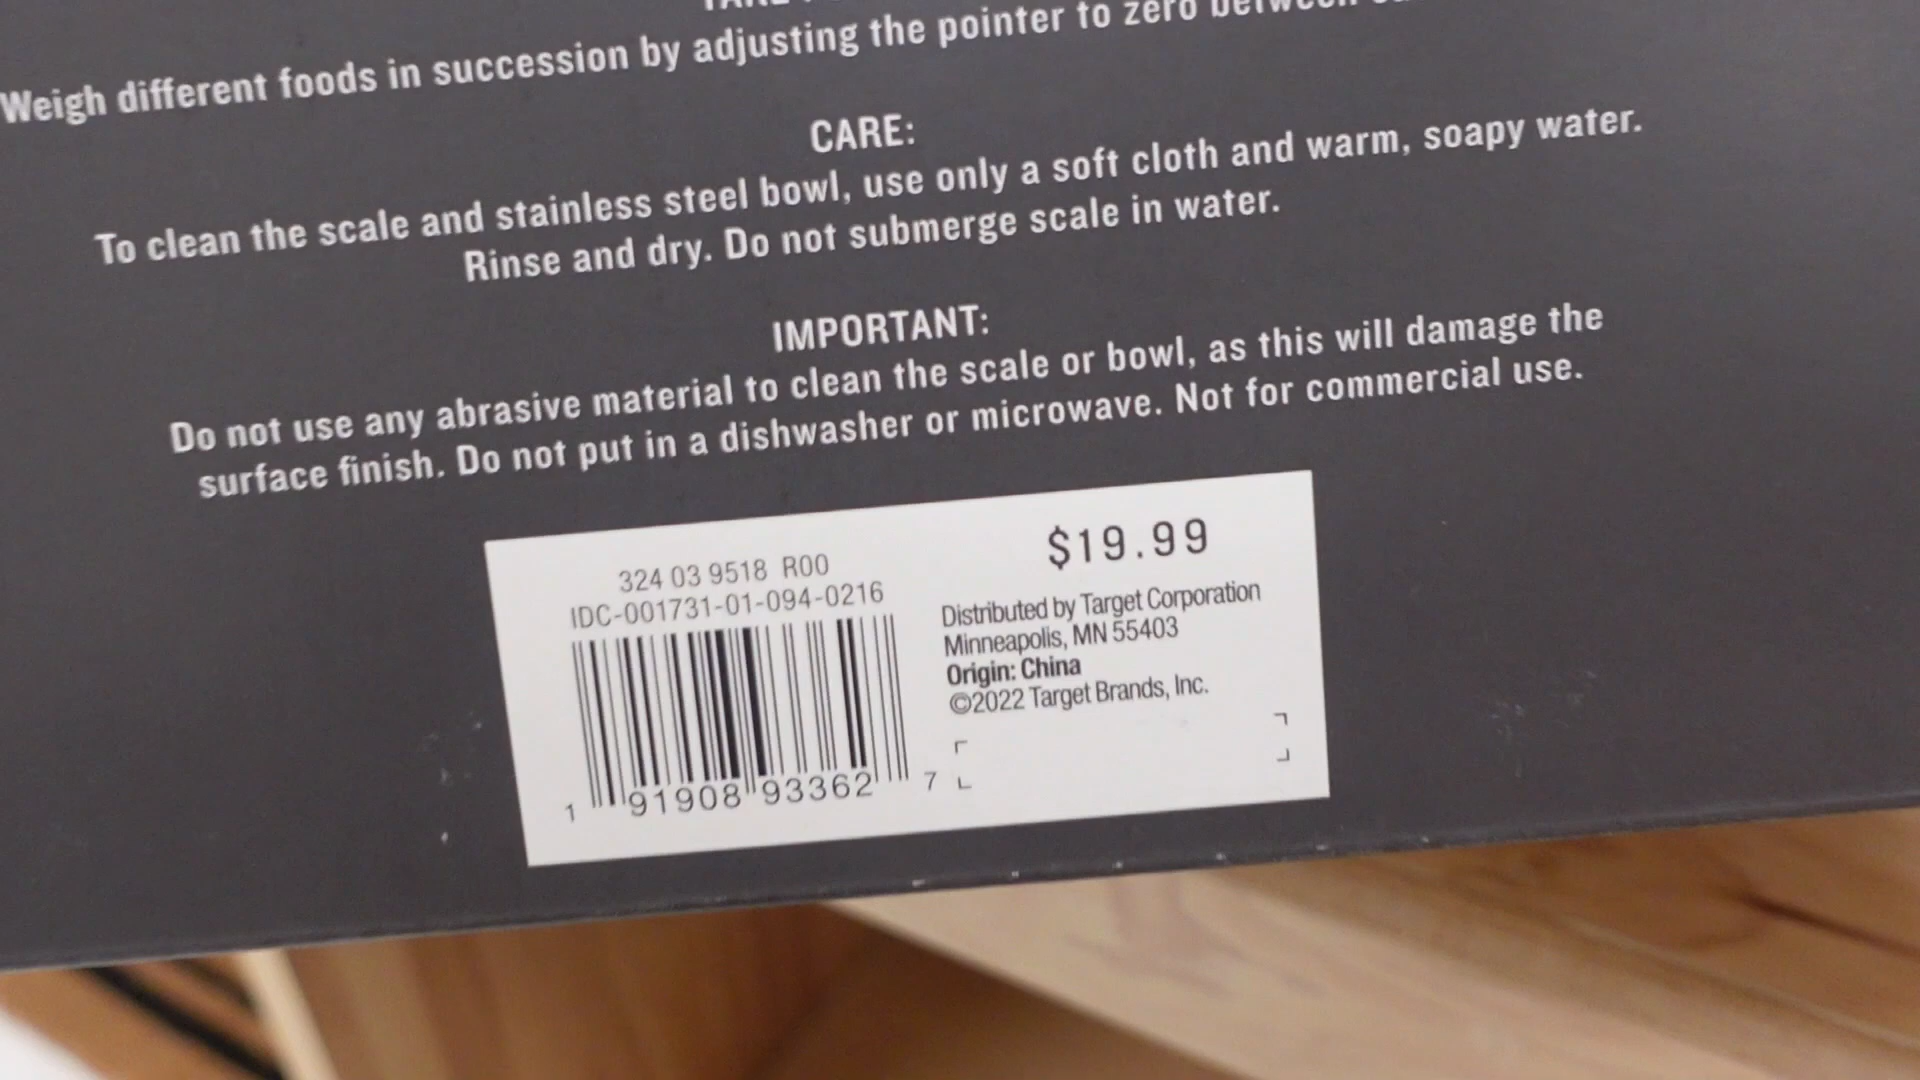 Weigh different foods in succession by adjusting the pointer to zero between
CARE:
To clean the scale and stainless steel bowl, use only a soft cloth and warm, soapy water.
Rinse and dry. Do not submerge scale in water.
IMPORTANT:
Do not use any abrasive material to clean the scale or bowl, as this will damage the
surface finish. Do not put in a dishwasher or microwave. Not for commercial use.
324 03 9518 R00
IDC-001731-01-094-0216
1 91908 93362 7
$19.99
Distributed by Target Corporation
Minneapolis, MN 55403
Origin: China
©2022 Target Brands, Inc.